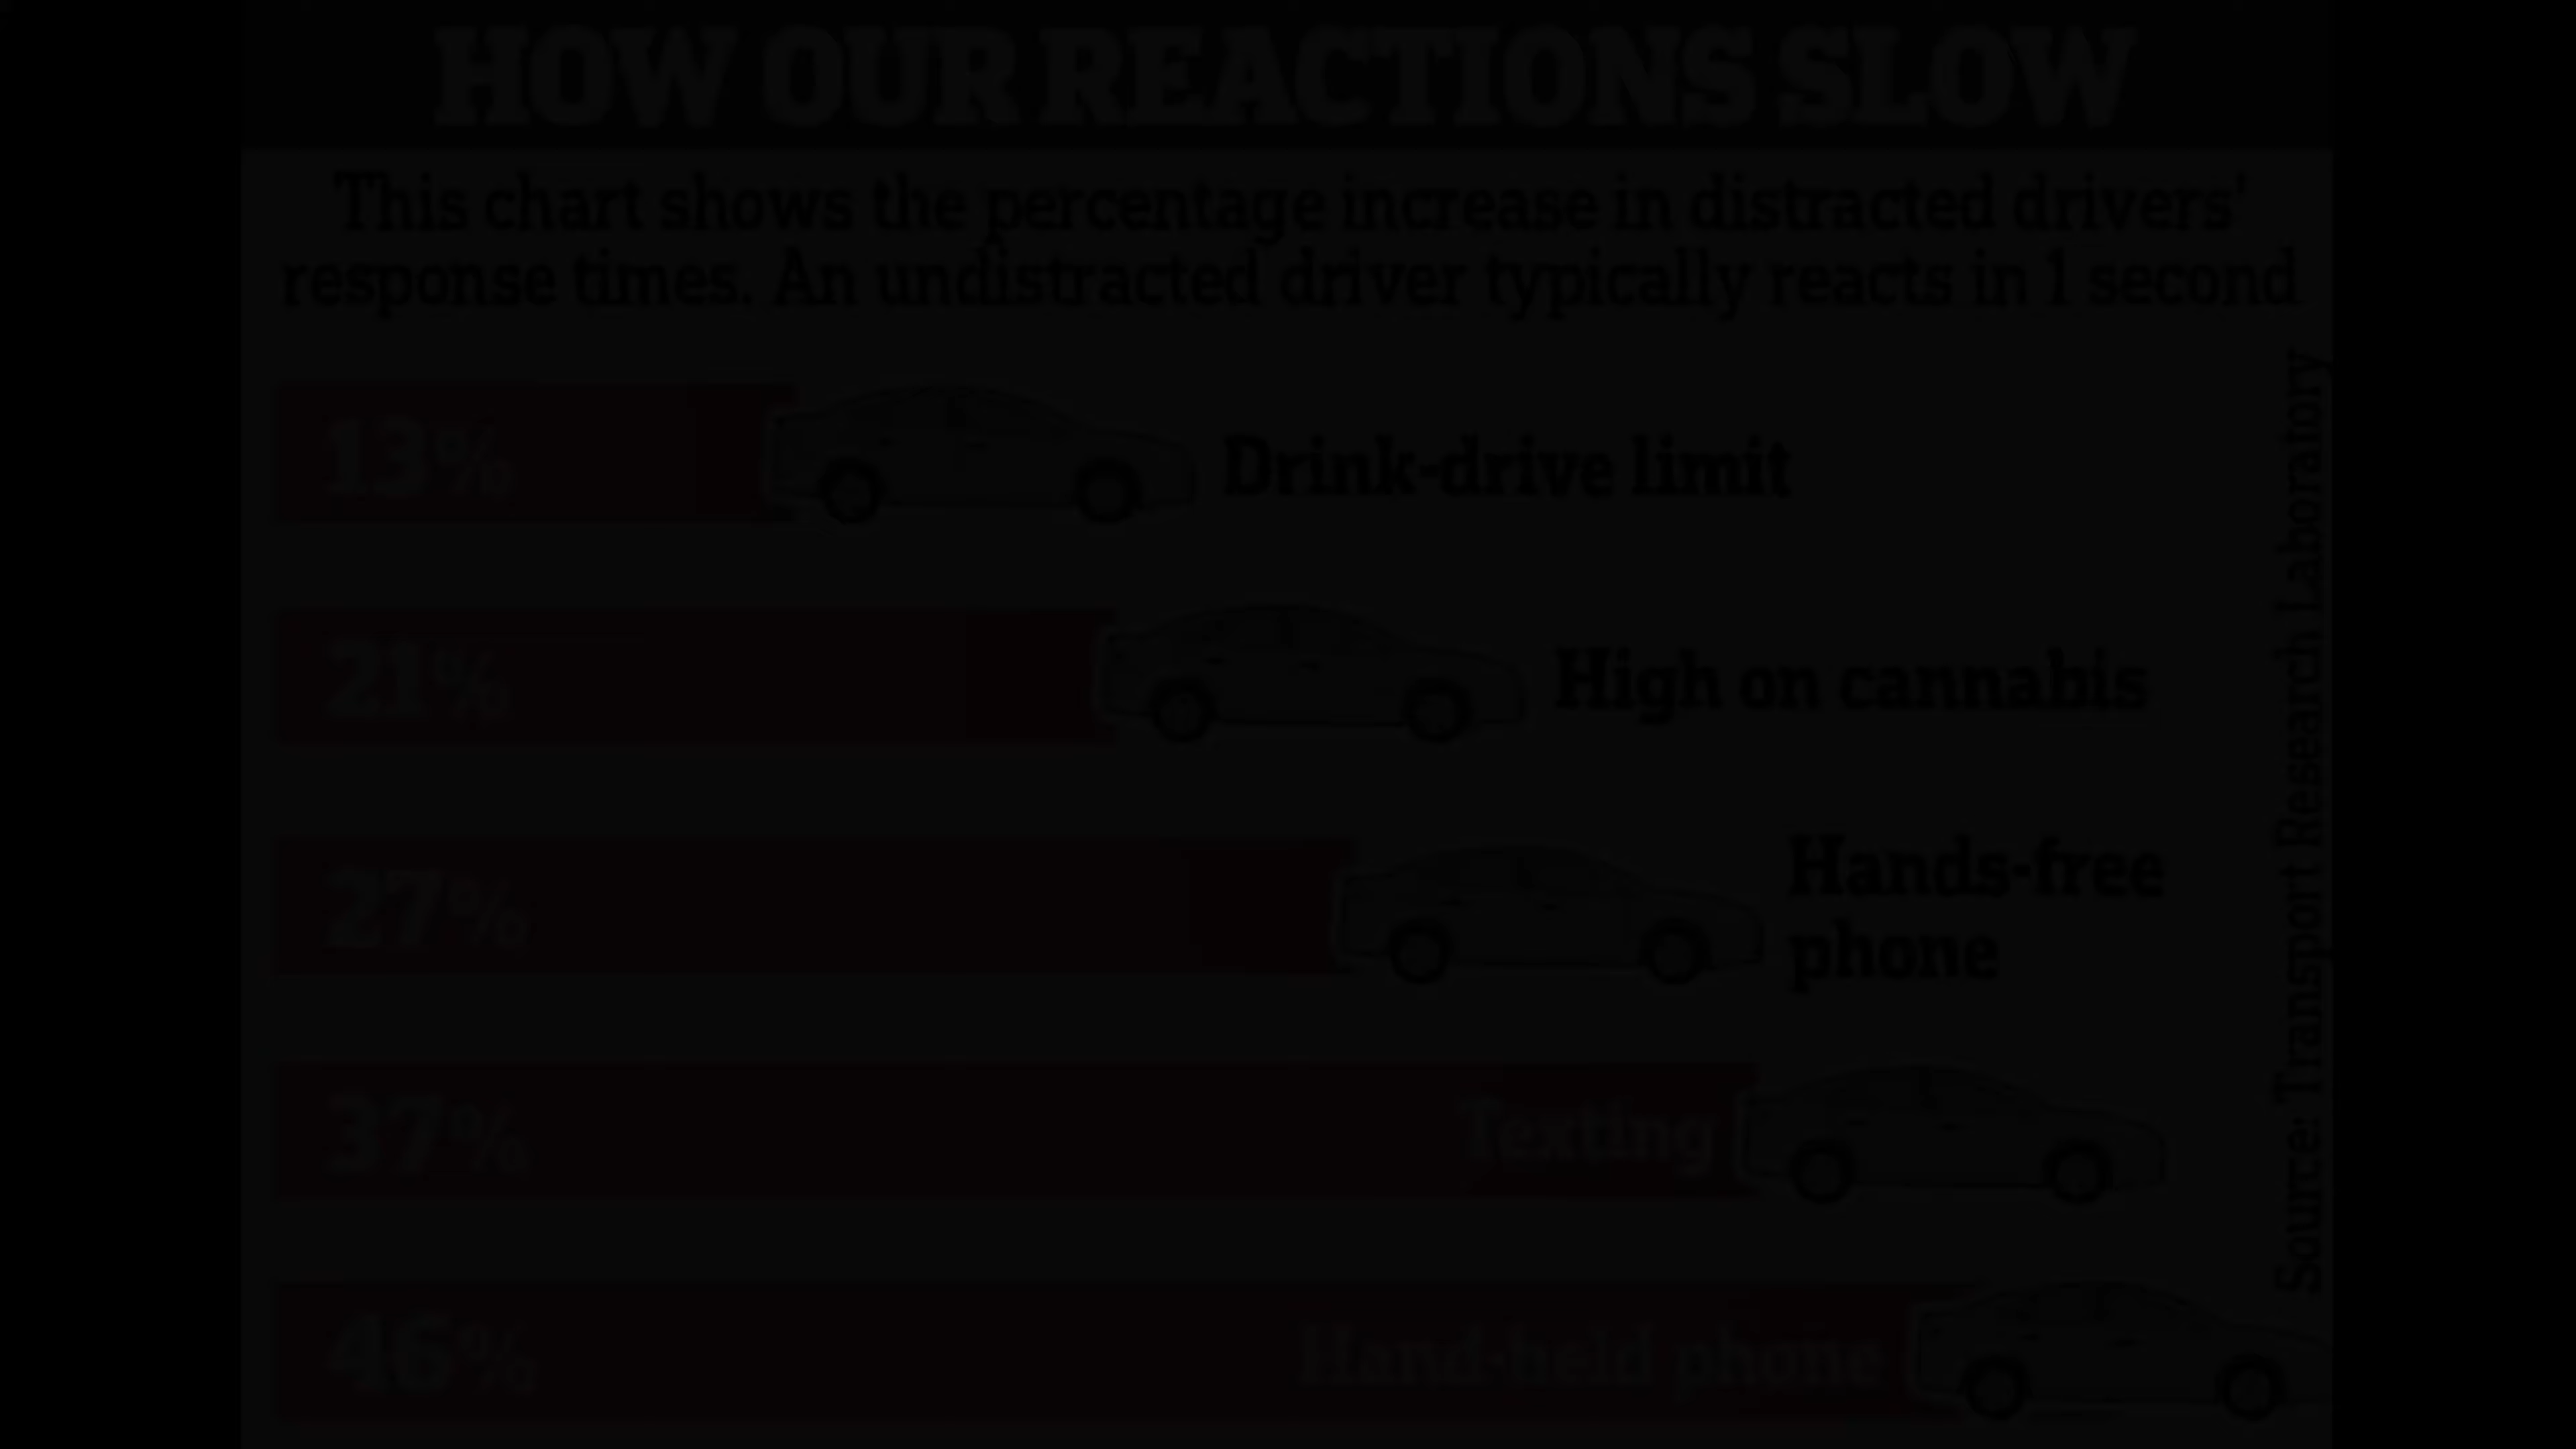 HOW OUR REACTIONS SLOW
This chart shows the percentage increase in distracted drivers'
response times. An undistracted driver typically reacts in 1 second
13%
Drink-drive limit
21%
High on cannabis
27%
Hands-free
phone
37%
Texting
46%
Hand-held phone
Source: Transport Research Laboratory